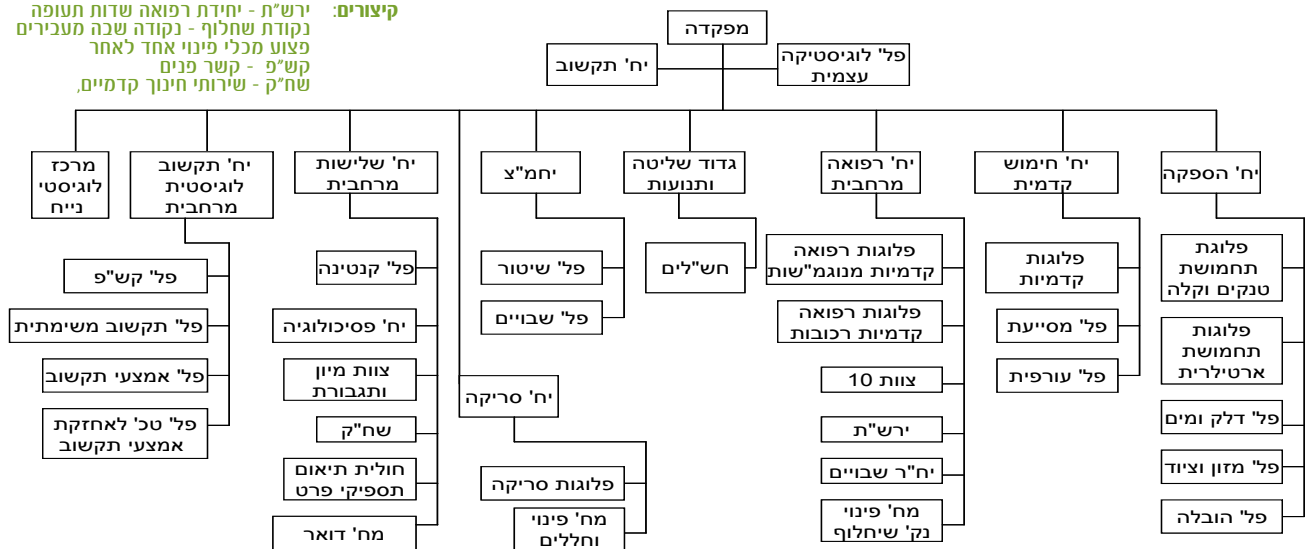 קיצורים: ירש"ת - יחידת רפואה שדות תעופה
נקודת שחלוף - נקודה שבה מעבירים
פצוע מכלי פינוי אחד לאחר
קש"פ - קשר פנים
שח"ק - שירותי חינוך קדמיים,
מפקדה
פל' לוגיסטיקה
עצמית
יח' תקשוב
יח' הספקה
יח' חימוש
קדמית
יח' רפואה
מרחבית
גדוד שליטה
ותנועות
יחמ"צ
יח' שלישות
מרחבית
יח' תקשוב
לוגיסטית
מרחבית
מרכז
לוגיסטי
נייח
פלוגת
תחמושת
טנקים וקלה
פלוגות
תחמושת
ארטילרית
פל' דלק ומים
פל' מזון וציוד
פל' הובלה
פלוגות
קדמיות
פל' מסייעת
פל' עורפית
פלוגות רפואה
קדמיות מנוגמ"שות
פלוגות רפואה
קדמיות רכובות
צוות 10
ירש"ת
יח"ר שבויים
מח' פינוי
נק' שיחלוף
חש"לים
פל' שיטור
פל' שבויים
יח' סריקה
פלוגות סריקה
מח' פינוי
וחללים
פל' קנטינה
יח' פסיכולוגיה
צוות מיון
ותגבורת
שח"ק
חולית תיאום
תספיקי פרט
מח' דואר
פל' קש"פ
פל' תקשוב משימתית
פל' אמצעי תקשוב
פל' טכ' לאחזקת
אמצעי תקשוב